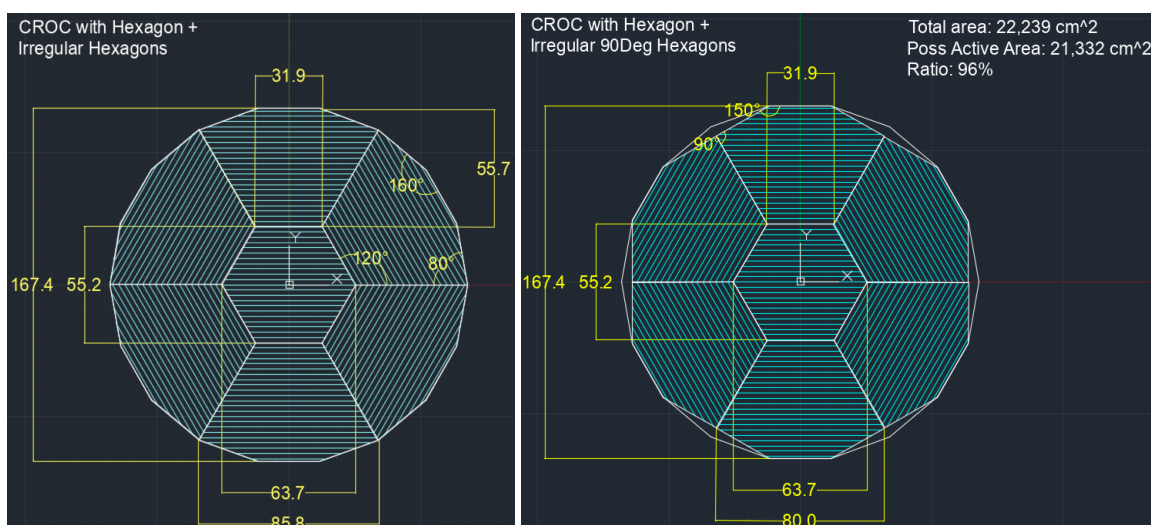 CROC with Hexagon +
Irregular Hexagons
31.9
55.7
160°
120°
80°
Y
X
167.4
55.2
63.7
85.8
CROC with Hexagon +
Irregular 90Deg Hexagons
Total area: 22,239 cm^2
Poss Active Area: 21,332 cm^2
Ratio: 96%
31.9
150°
90°
Y
X
167.4
55.2
63.7
80.0